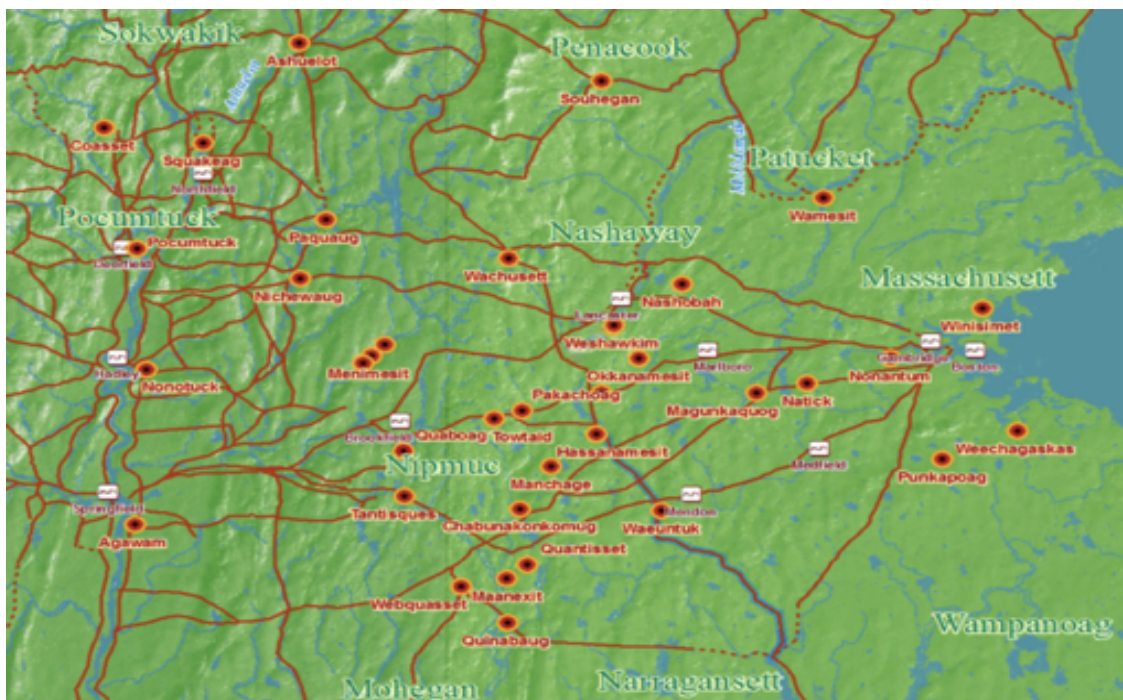 Sokwakik
Penacook
Ashuelot
Souhegan
Coasset
Squakeag
Northfield
Patucket
Wamesit
Pocumtuck
Pocumtuck
Deerfield
Paquaug
Nashaway
Wachusett
Nichewaug
Nashobah
Massachusett
Lancaster
Winisimet
Weshawkim
Menimesit
Hadley
Nonotuck
Okkanamesit
Marlboro
Cambridge
Boston
Nonantum
Pakachoag
Magunkaquog
Natick
Brookfield
Quaboag
Towtaid
Hassanamesit
Weechagaskas
Nipmuc
Manchage
Medfield
Punkapoag
Springfield
Tantisques
Chabunakonkomug
Mendon
Waeuntuk
Agawam
Quantisset
Maanexit
Webquasset
Quinabaug
Wampanoag
Mohegan
Narragansett